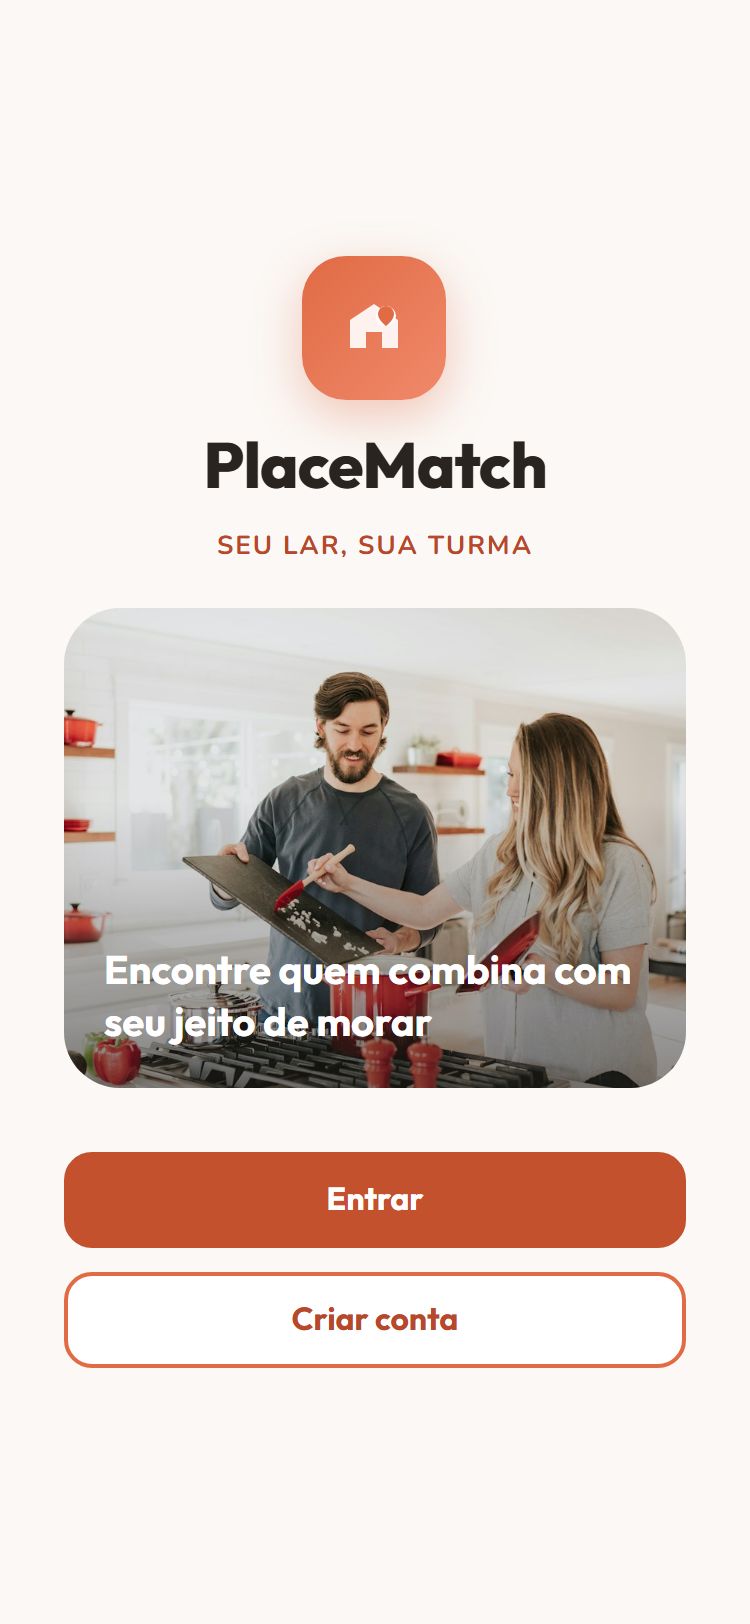 PlaceMatch
SEU LAR, SUA TURMA
Encontre quem combina com
seu jeito de morar
Entrar
Criar conta